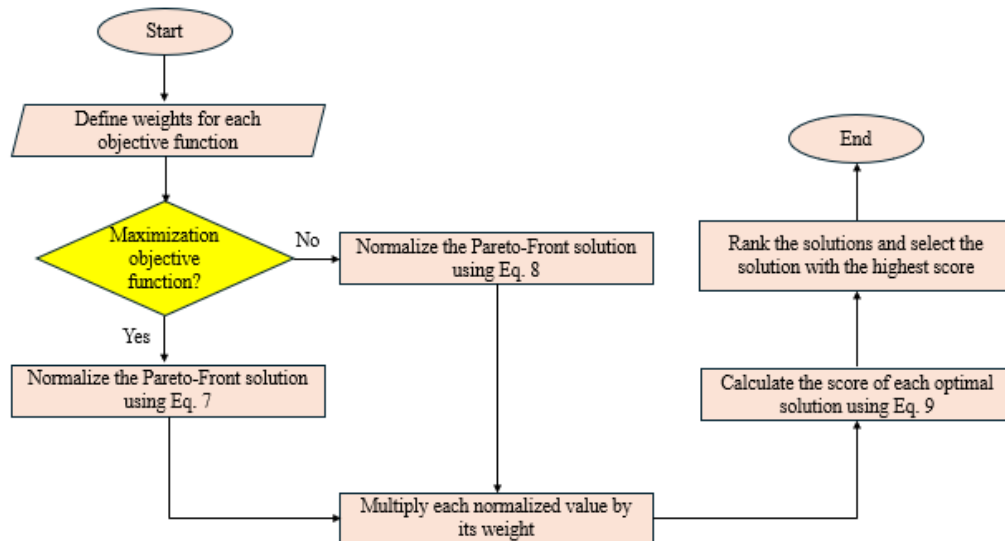 Start
Define weights for each
objective function
Maximization
objective
function?
No
Normalize the Pareto-Front solution
using Eq. 8
Yes
Normalize the Pareto-Front solution
using Eq. 7
Multiply each normalized value by
its weight
Calculate the score of each optimal
solution using Eq. 9
Rank the solutions and select the
solution with the highest score
End